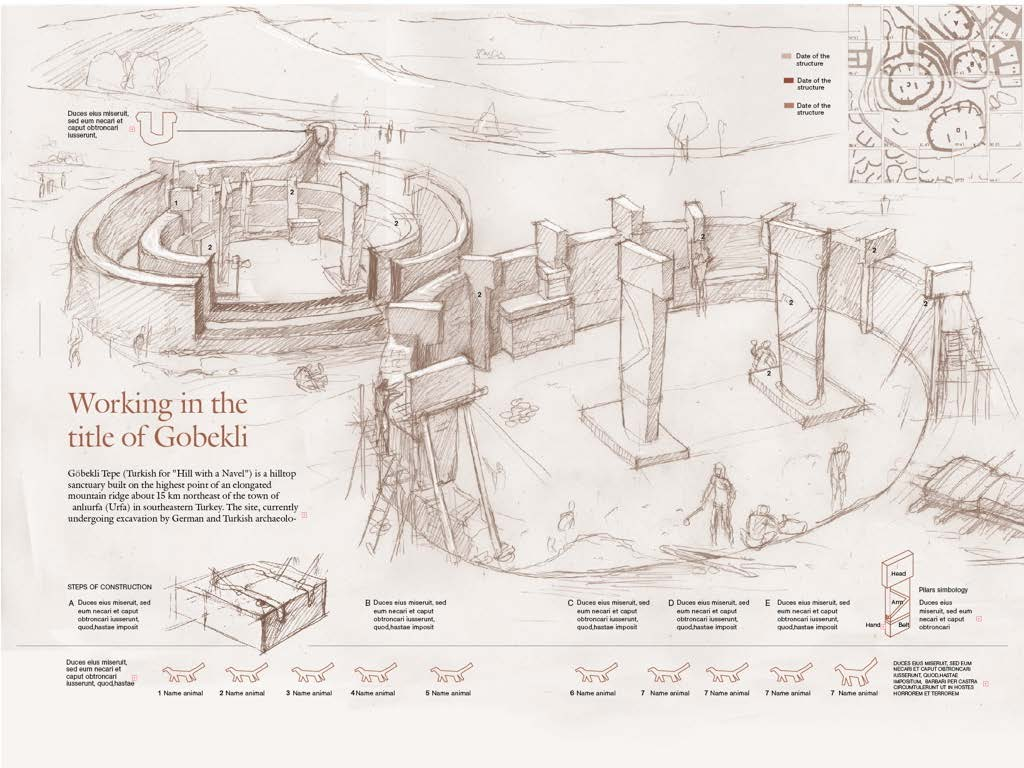 Date of the
structure
Date of the
structure
Date of the
structure
Duces eius miseruit,
sed eum necari et
caput obtroncari
iusserunt,
1
2
2
2
2
2
2
2
2
2
Working in the
title of Gobekli
Göbekli Tepe (Turkish for "Hill with a Navel") is a hilltop
sanctuary built on the highest point of an elongated
mountain ridge about 15 km northeast of the town of
anlıurfa (Urfa) in southeastern Turkey. The site, currently
undergoing excavation by German and Turkish archaeolo-
STEPS OF CONSTRUCTION
A Duces eius miseruit, sed
eum necari et caput
obtroncari iusserunt,
quod,hastae imposit
B Duces eius miseruit, sed
eum necari et caput
obtroncari iusserunt,
quod,hastae imposit
C Duces eius miseruit, sed
eum necari et caput
obtroncari iusserunt,
quod,hastae imposit
D Duces eius miseruit, sed
eum necari et caput
obtroncari iusserunt,
quod,hastae imposit
E Duces eius miseruit, sed
eum necari et caput
obtroncari iusserunt,
quod,hastae imposit
Head
Arm
Hand
Belt
Pilars simbology
Duces eius
miseruit, sed eum
necari et caput
obtroncari
Duces eius miseruit,
sed eum necari et
caput obtroncari
iusserunt, quod,hastae
1 Name animal
2 Name animal
3 Name animal
4 Name animal
5 Name animal
6 Name animal
7 Name animal
7 Name animal
7 Name animal
7 Name animal
DUCES EIUS MISERUIT, SED EUM
NECARI ET CAPUT OBTRONCARI
IUSSERUNT, QUOD,HASTAE
IMPOSITUM, BARBARI PER CASTRA
CIRCUMTULERUNT UT IN HOSTES
HORROREM ET TERROREM